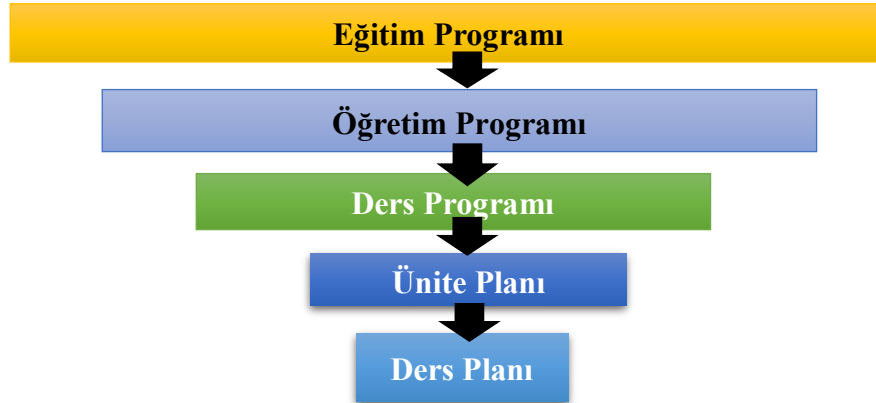 Eğitim Programı
Öğretim Programı
Ders Programı
Ünite Planı
Ders Planı